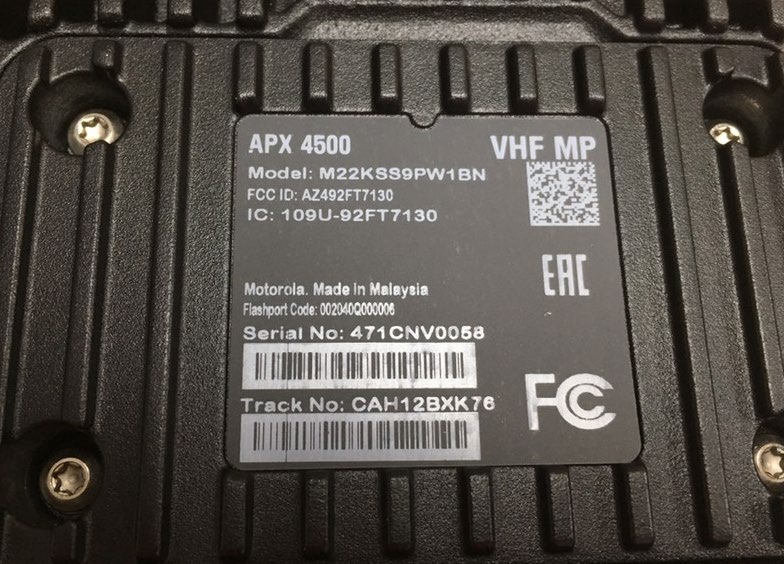 APX 4500 VHF MP
Model: M22KSS9PW1BN
FCC ID: AZ492FT7130
IC: 109U-92FT7130
EAC
Motorola. Made In Malaysia
Flashport Code: 002040Q000006
Serial No: 471CNV0058
Track No: CAH12BXK76
FC